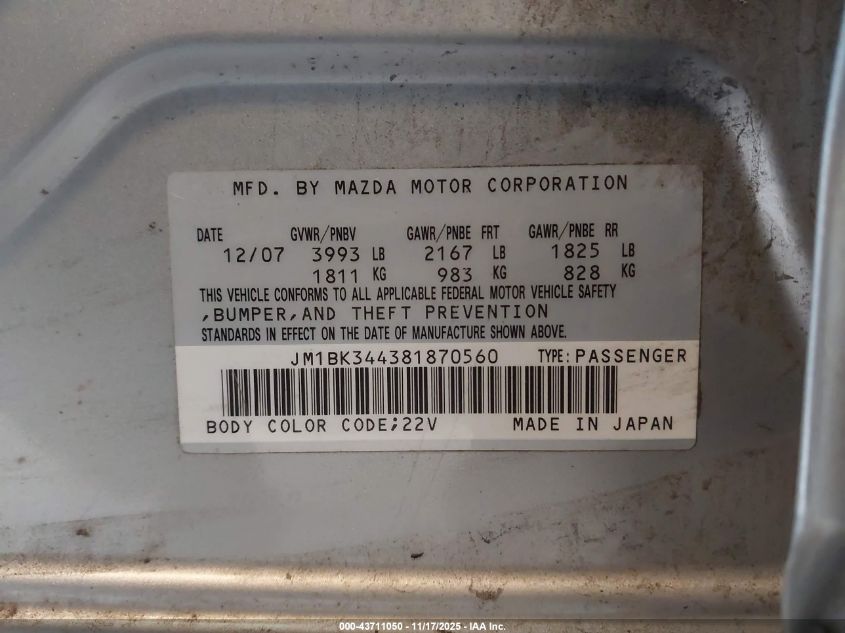 MFD. BY MAZDA MOTOR CORPORATION
DATE GVWR/PNBV GAWR/PNBE FRT GAWR/PNBE RR
12/07 3993 LB 2167 LB 1825 LB
1811 KG 983 KG 828 KG
THIS VEHICLE CONFORMS TO ALL APPLICABLE FEDERAL MOTOR VEHICLE SAFETY
,BUMPER,AND THEFT PREVENTION
STANDARDS IN EFFECT ON THE DATE OF MANUFACTURE SHOWN ABOVE.
JM1BK344381870560 TYPE:PASSENGER
BODY COLOR CODE;22V MADE IN JAPAN
000-43711050 - 11/17/2025 - IAA Inc.